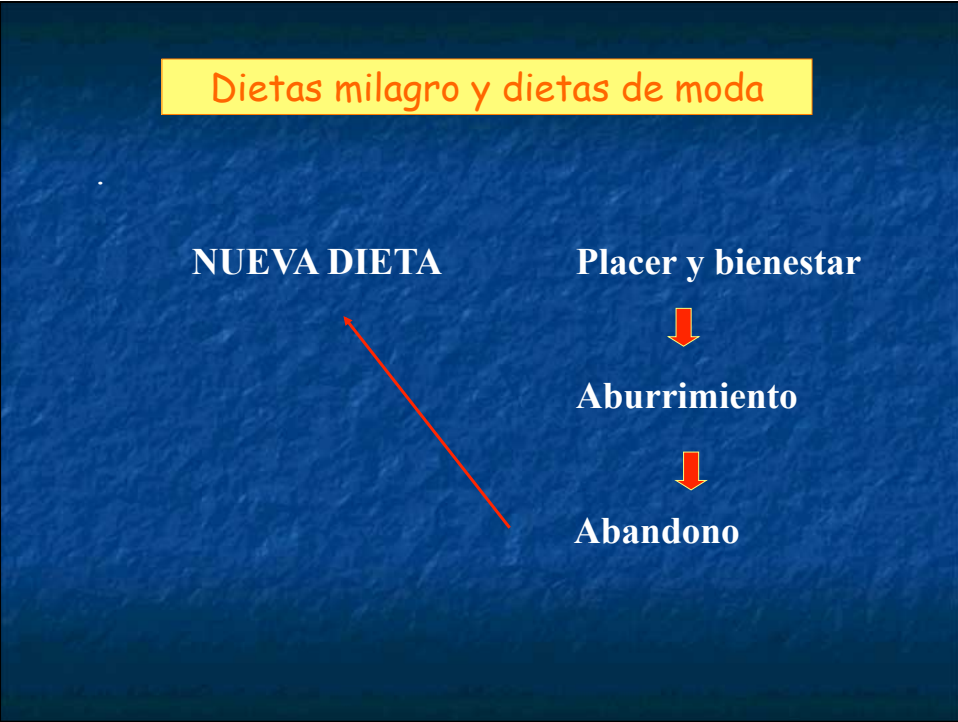 Dietas milagro y dietas de moda
.
NUEVA DIETA Placer y bienestar
Aburrimiento
Abandono